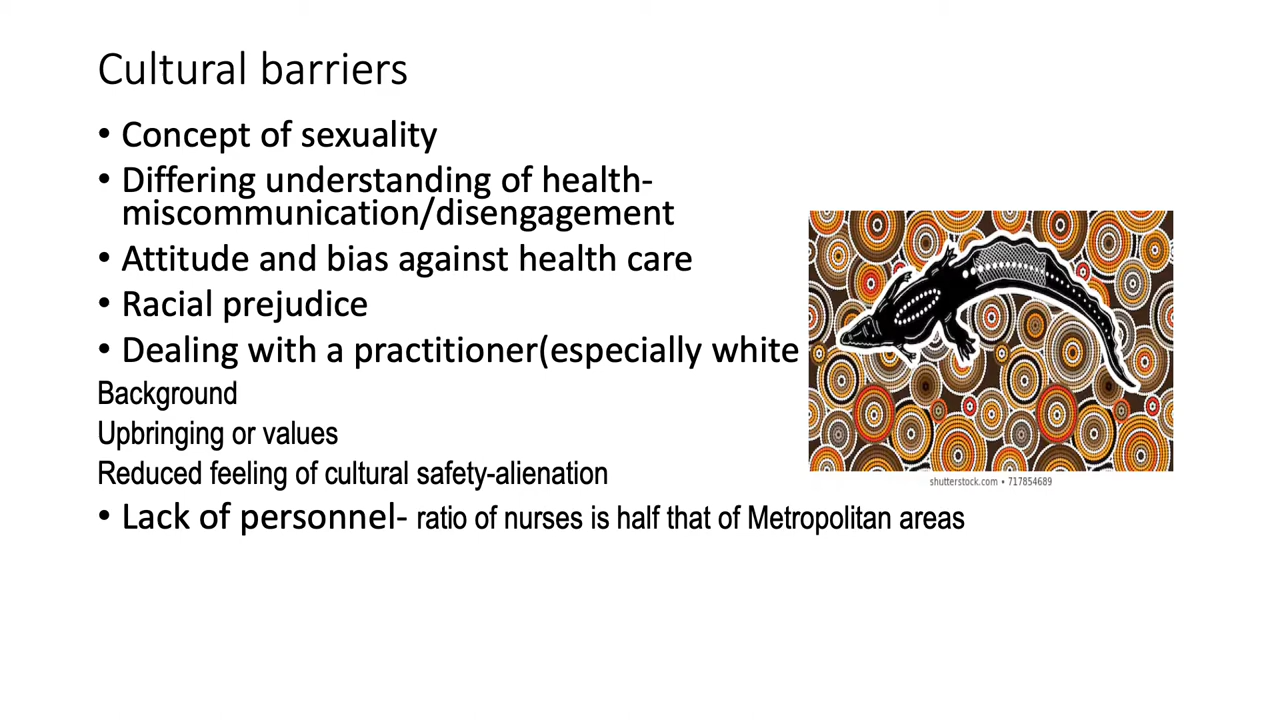 Cultural barriers
• Concept of sexuality
• Differing understanding of health-
miscommunication/disengagement
• Attitude and bias against health care
• Racial prejudice
• Dealing with a practitioner(especially white
Background
Upbringing or values
Reduced feeling of cultural safety-alienation
shutterstock.com • 717854689
• Lack of personnel- ratio of nurses is half that of Metropolitan areas